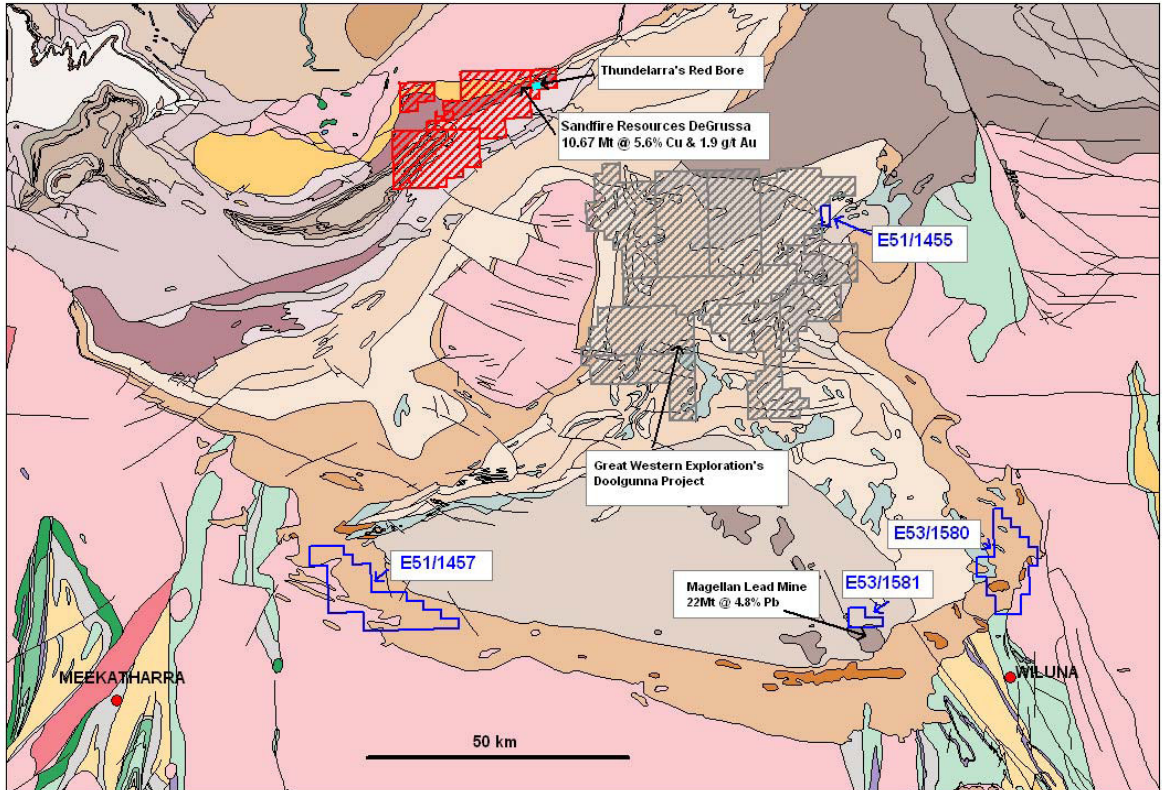 Thundelarra's Red Bore
Sandfire Resources DeGrussa
10.67 Mt @ 5.6% Cu & 1.9 g/t Au
E51/1455
Great Western Exploration's
Doolgunna Project
E53/1580
E51/1457
E53/1581
Magellan Lead Mine
22Mt @ 4.8% Pb
MEEKATHARRA
WILUNA
50 km